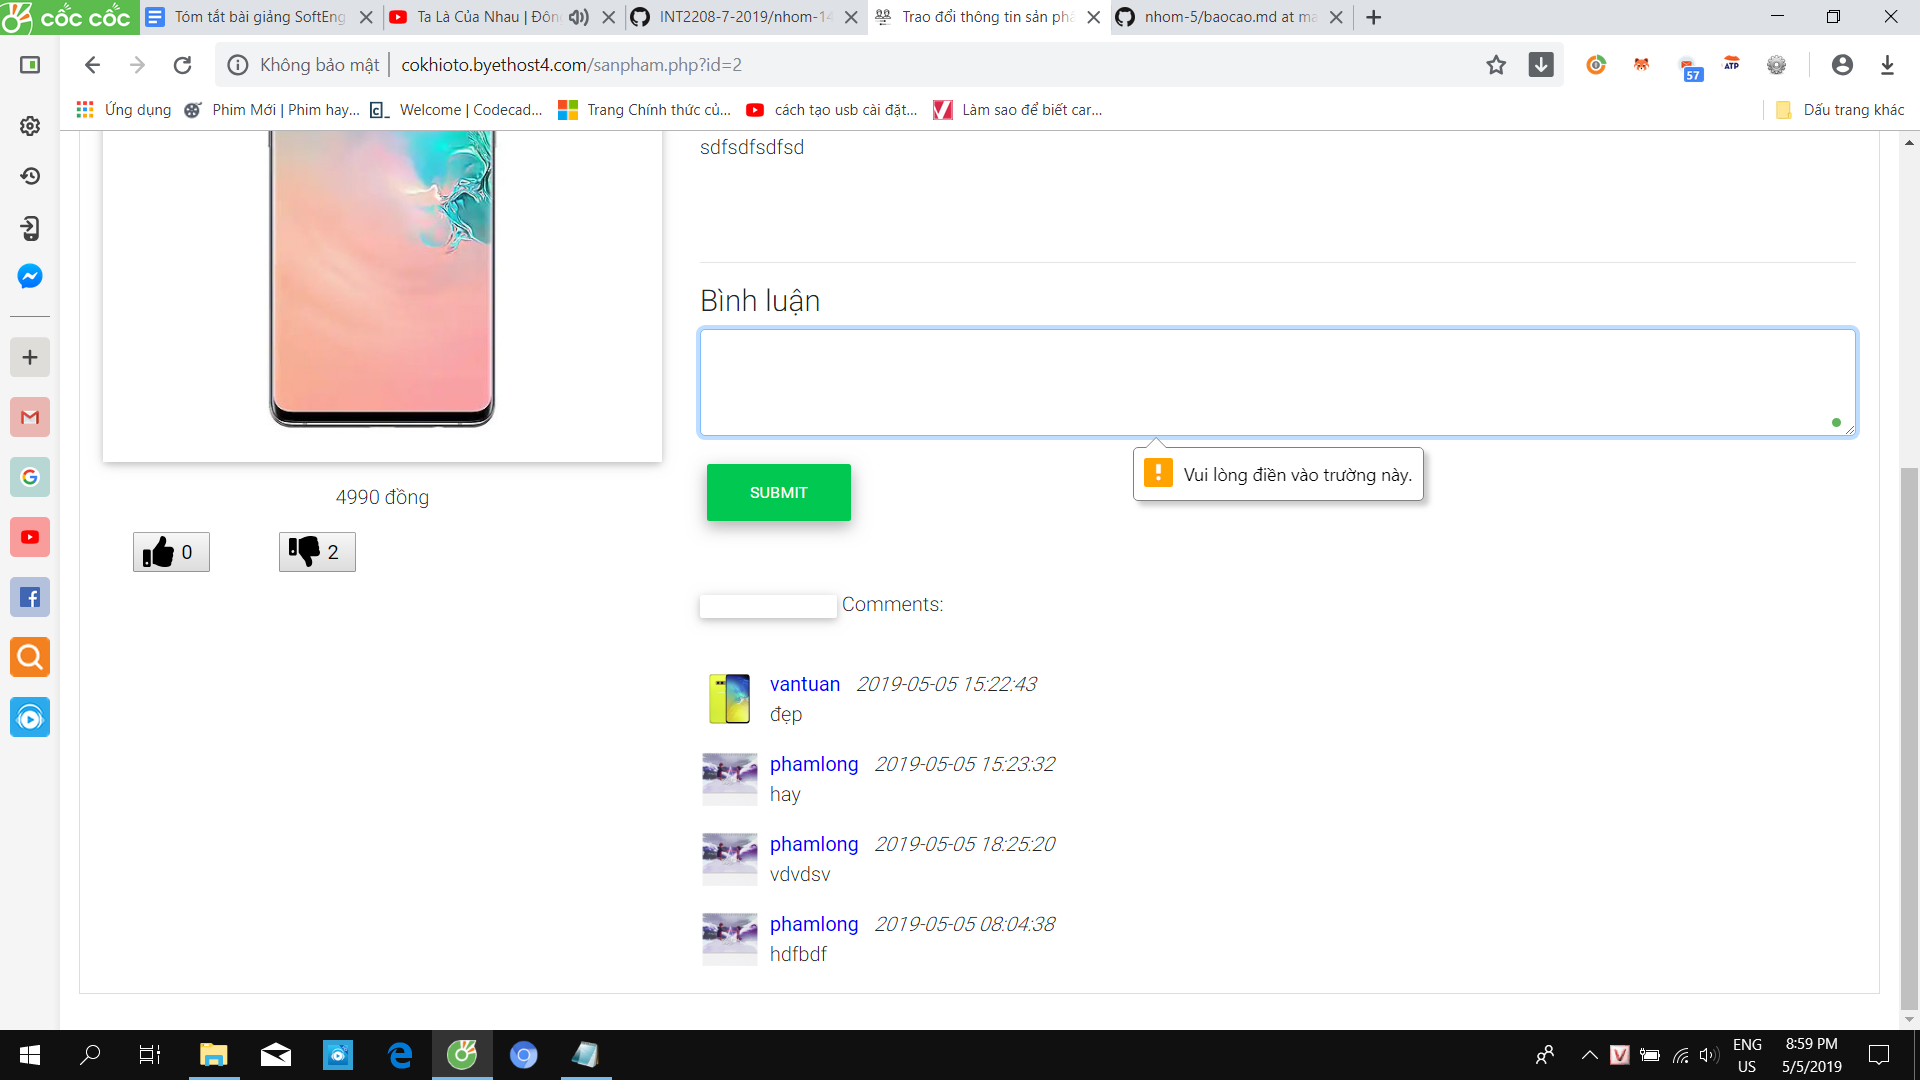 cốc cốc
Tóm tắt bài giảng SoftEng
Ta Là Của Nhau | Đôn
INT2208-7-2019/nhom-14
Trao đổi thông tin sản ph
nhom-5/baocao.md at ma
Không bảo mật
cokhioto.byethost4.com/sanpham.php?id=2
57
ATP
Ứng dụng
Phim Mới | Phim hay...
Welcome | Codecad...
Trang Chính thức củ...
cách tạo usb cài đặt...
Làm sao để biết car...
Dấu trang khác
sdfsdfsdfsd
Bình luận
Vui lòng điền vào trường này.
SUBMIT
4990 đồng
0
2
Comments:
vantuan 2019-05-05 15:22:43
đẹp
phamlong 2019-05-05 15:23:32
hay
phamlong 2019-05-05 18:25:20
vdvdsv
phamlong 2019-05-05 08:04:38
hdfbdf
ENG
US
8:59 PM
5/5/2019